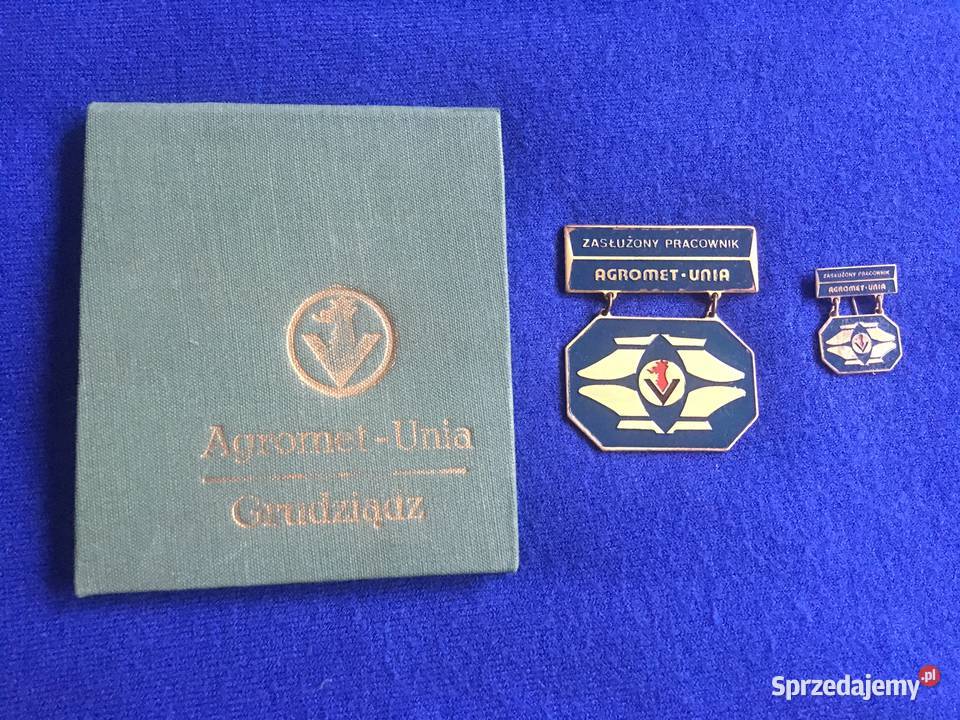 Agromet-Unia
Grudziądz
ZASŁUŻONY PRACOWNIK
AGROMET-UNIA
ZASŁUŻONY PRACOWNIK
AGROMET-UNIA
Sprzedajemy.pl